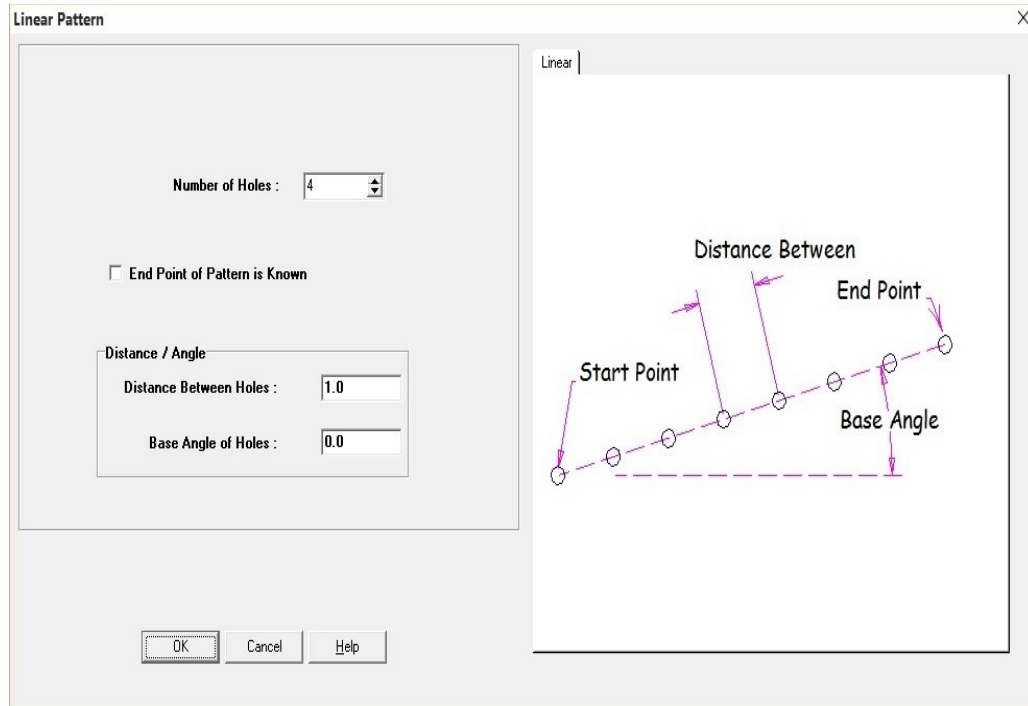 Linear Pattern
X
Number of Holes : 4
End Point of Pattern is Known
Distance / Angle
Distance Between Holes : 1.0
Base Angle of Holes : 0.0
OK Cancel Help
Linear
Distance Between
End Point
Start Point
Base Angle